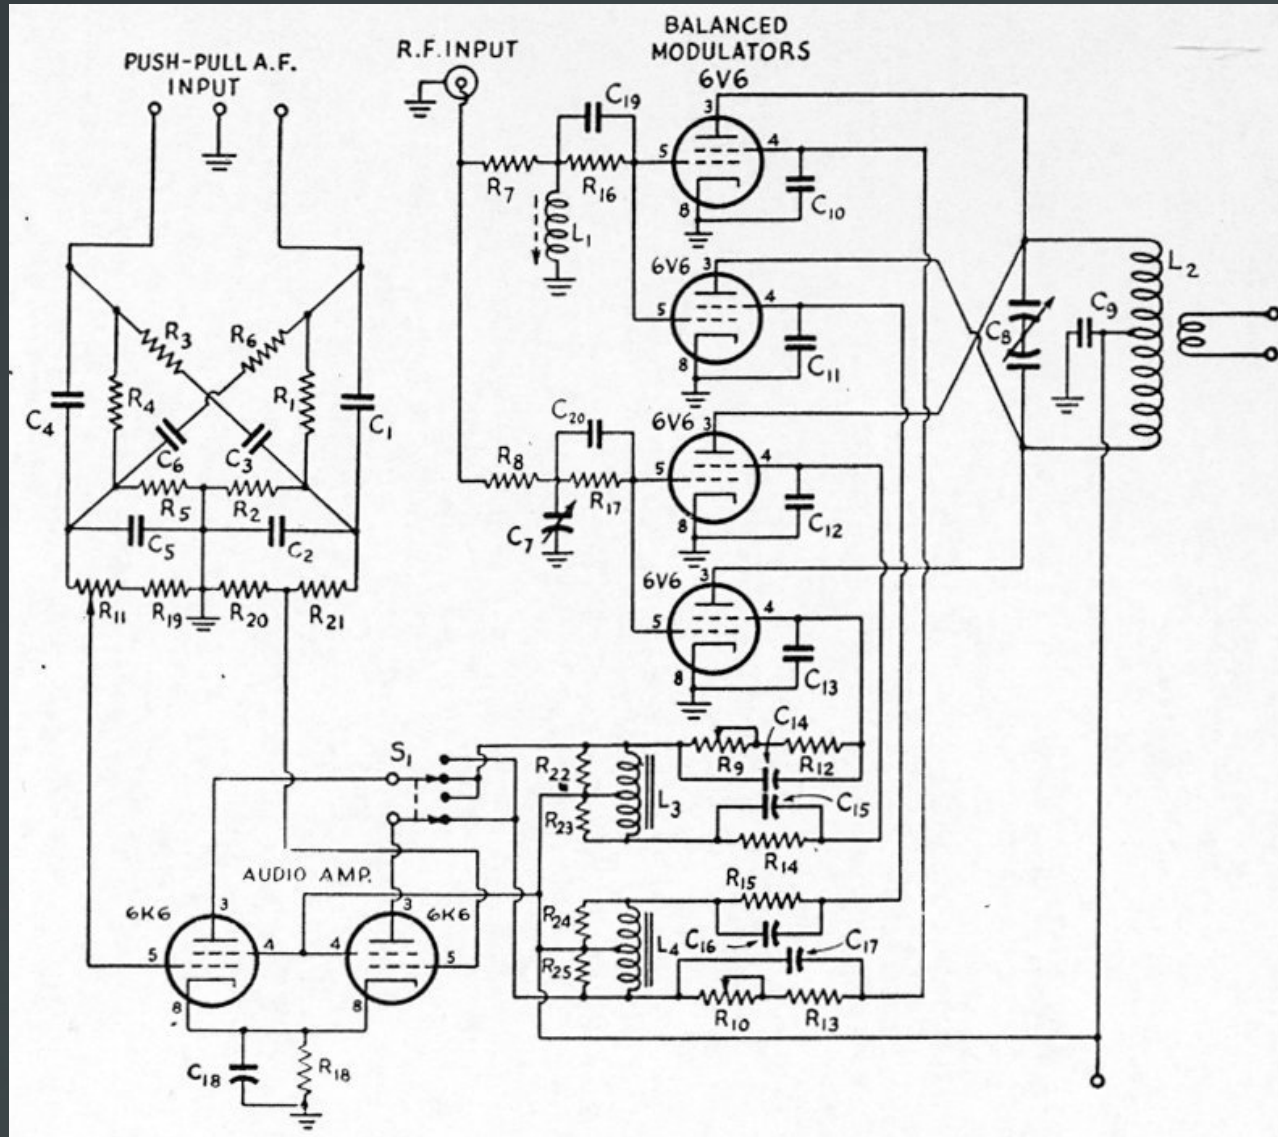 BALANCED
MODULATORS
6V6
R.F. INPUT
PUSH-PULL A.F.
INPUT
C19
3
4
5
8
R7
R16
C10
L1
6V6
3
4
5
8
C11
L2
C9
C8
R3
R6
R4
R1
C4
C1
C6
C3
R5
R2
C5
C2
R11
R19
R20
R21
C20
6V6
3
4
5
8
R8
R17
C7
C12
6V6
3
4
5
8
C13
C14
S1
R9
R12
R22
L3
C15
R23
R14
AUDIO AMP.
R15
6K6
3
4
5
8
6K6
3
4
5
8
R24
L4
C16
C17
R25
R10
R13
C18
R18